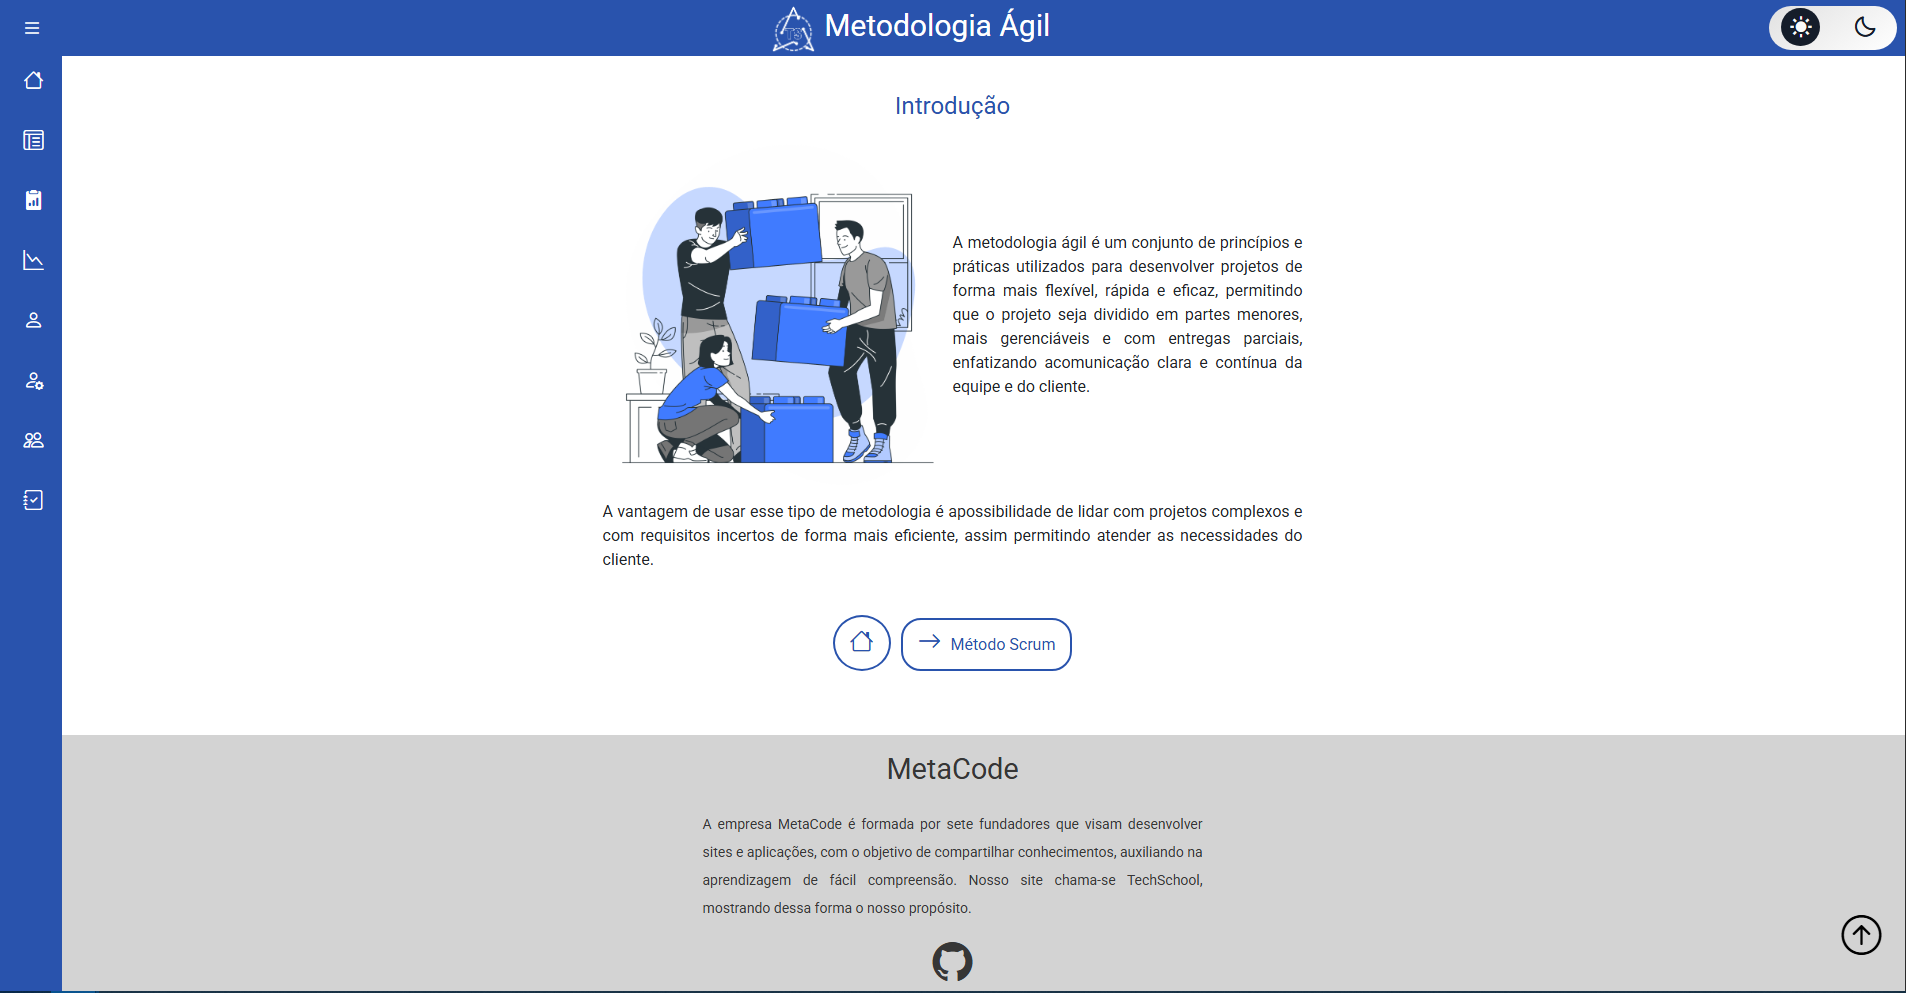 TS
Metodologia Ágil
Introdução
A metodologia ágil é um conjunto de princípios e
práticas utilizados para desenvolver projetos de
forma mais flexível, rápida e eficaz, permitindo
que o projeto seja dividido em partes menores,
mais gerenciáveis e com entregas parciais,
enfatizando acomunicação clara e contínua da
equipe e do cliente.
A vantagem de usar esse tipo de metodologia é apossibilidade de lidar com projetos complexos e
com requisitos incertos de forma mais eficiente, assim permitindo atender as necessidades do
cliente.
Método Scrum
MetaCode
A empresa MetaCode é formada por sete fundadores que visam desenvolver
sites e aplicações, com o objetivo de compartilhar conhecimentos, auxiliando na
aprendizagem de fácil compreensão. Nosso site chama-se TechSchool,
mostrando dessa forma o nosso propósito.